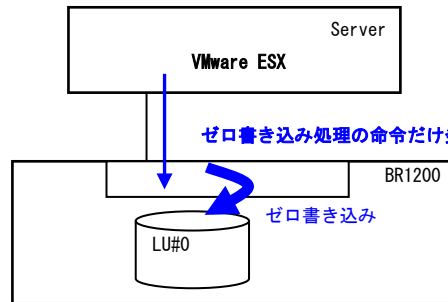 Server
VMware ESX
ゼロ書き込み処理の命令だけ
BR1200
ゼロ書き込み
LU#0